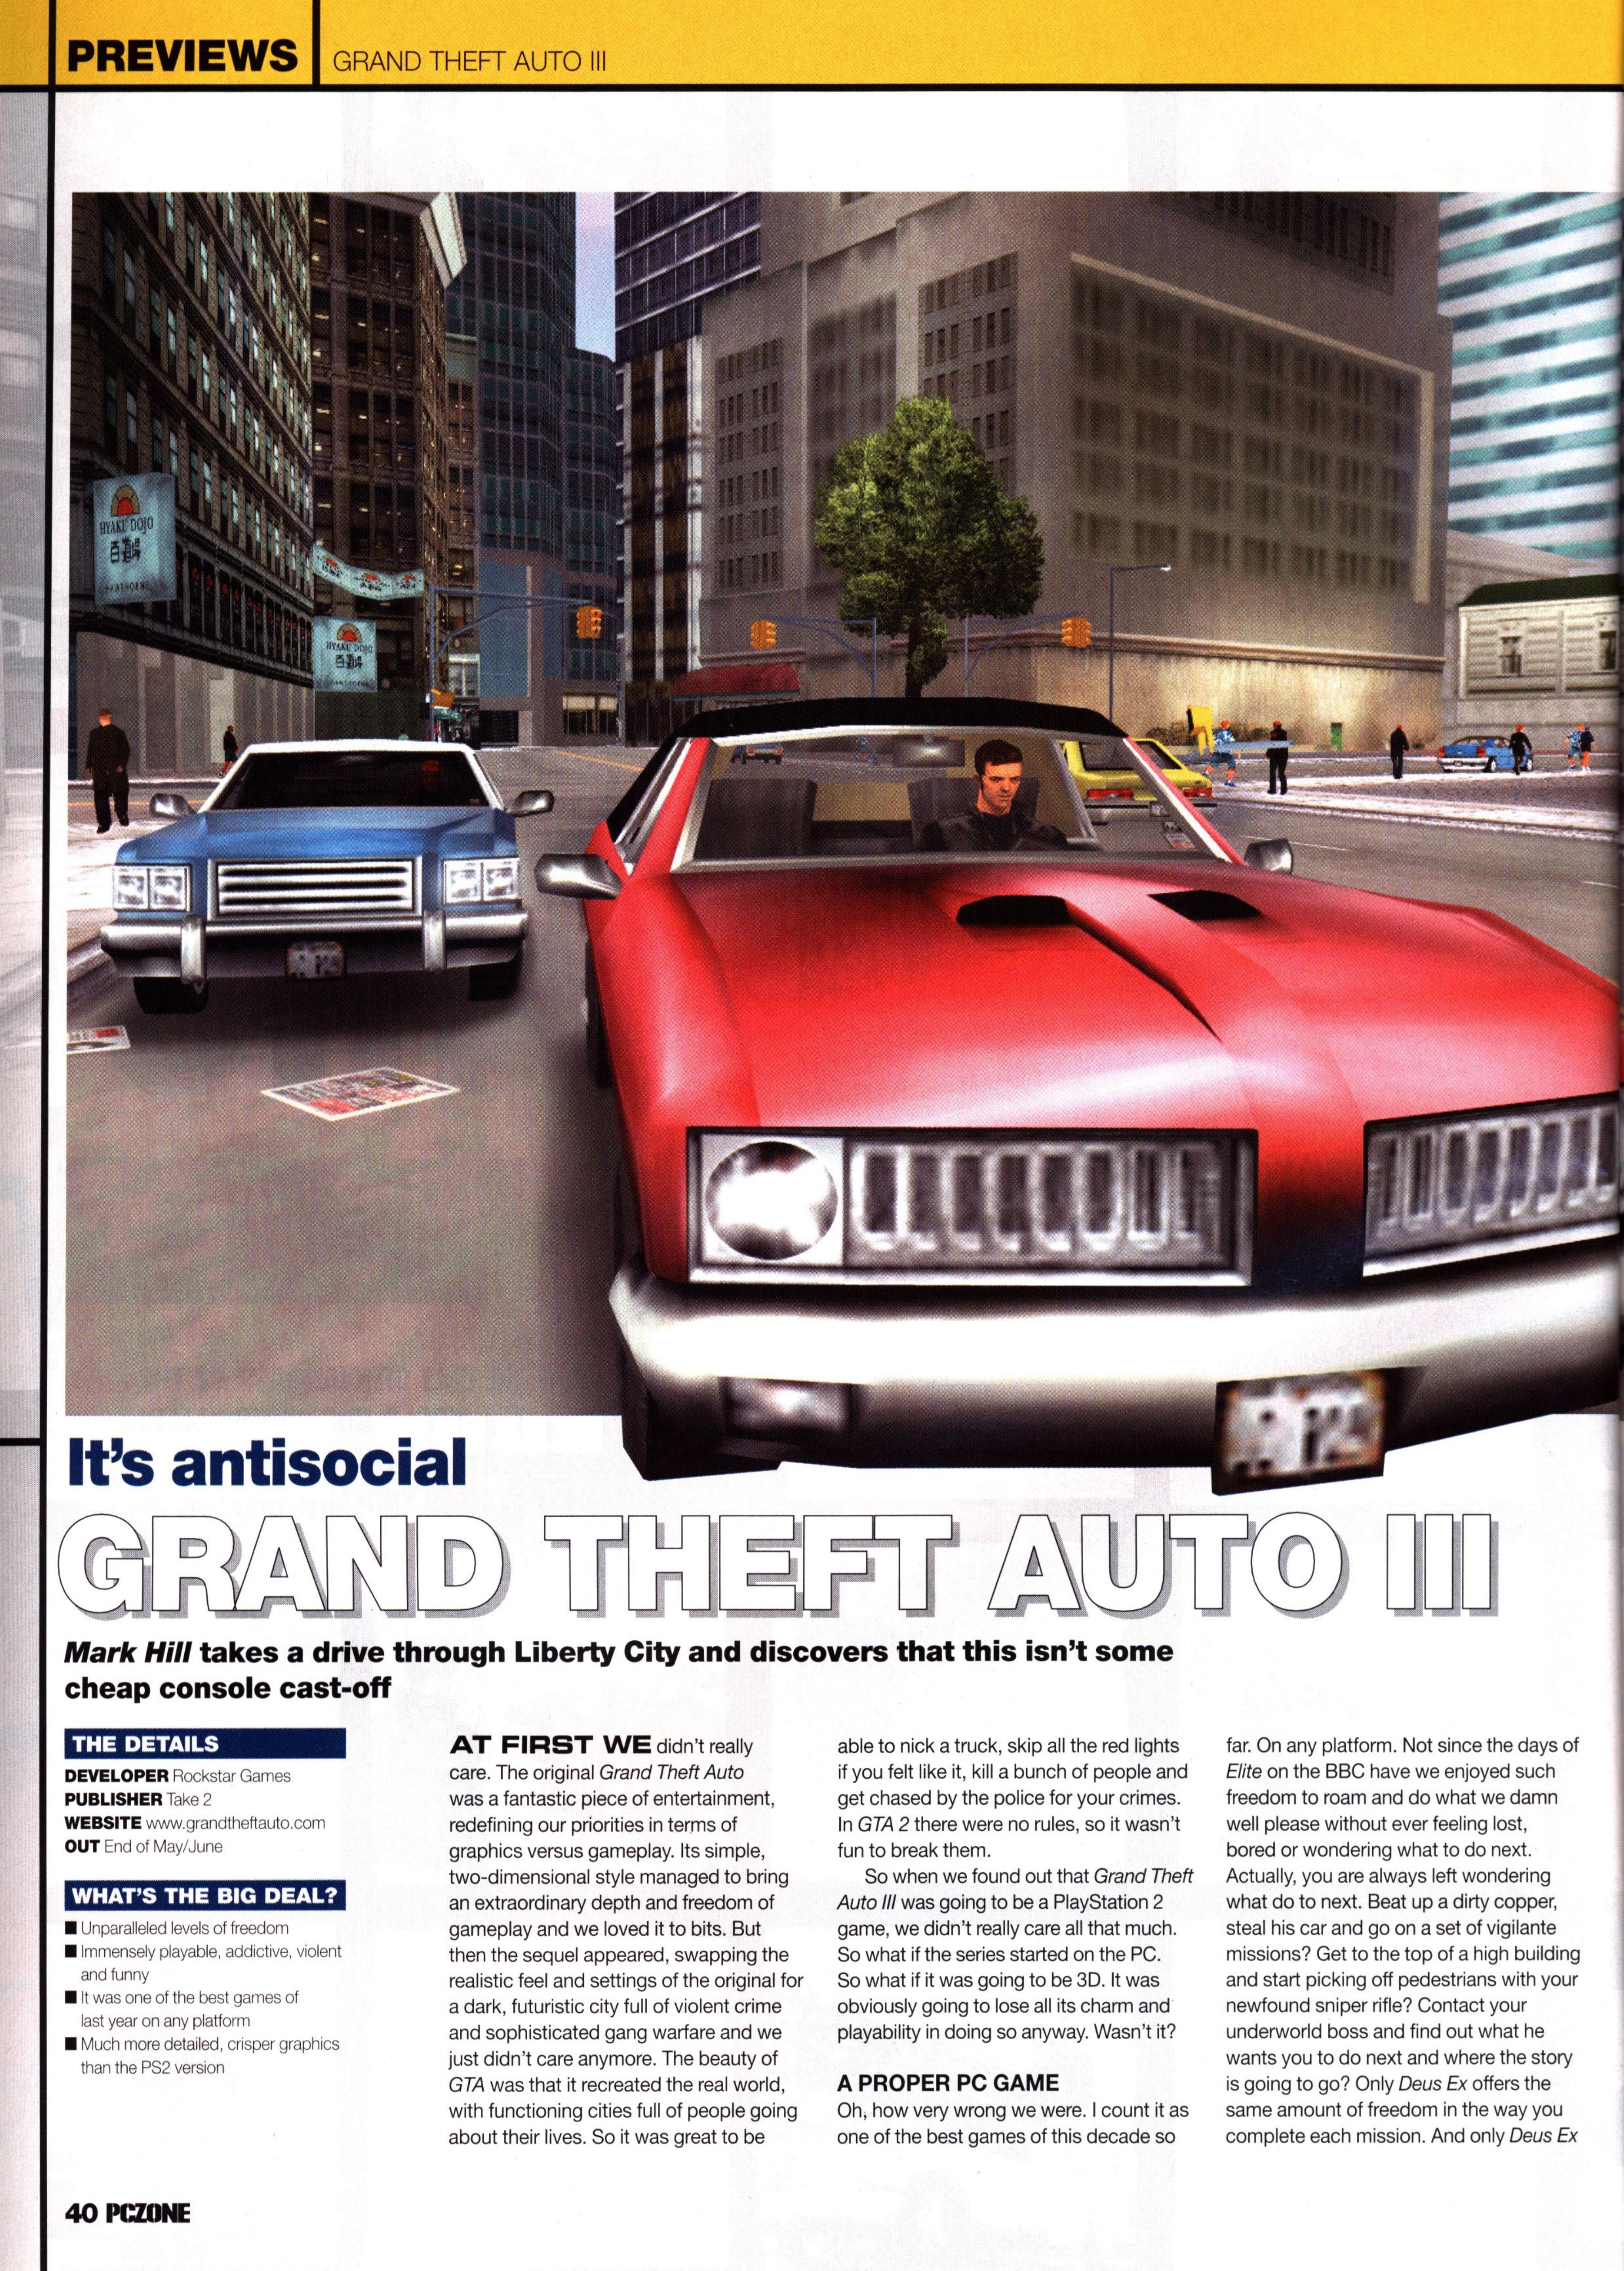 PREVIEWS
GRAND THEFT AUTO III
HYAKU DOJO
百
HYAKU DOJO
百
It's antisocial
GRAND THEFT AUTO III
Mark Hill takes a drive through Liberty City and discovers that this isn't some
cheap console cast-off
THE DETAILS
DEVELOPER Rockstar Games
PUBLISHER Take 2
WEBSITE www.grandtheftauto.com
OUT End of May/June
WHAT'S THE BIG DEAL?
■ Unparalleled levels of freedom
■ Immensely playable, addictive, violent
and funny
■ It was one of the best games of
last year on any platform
■ Much more detailed, crisper graphics
than the PS2 version
AT FIRST WE didn't really
care. The original Grand Theft Auto
was a fantastic piece of entertainment,
redefining our priorities in terms of
graphics versus gameplay. Its simple,
two-dimensional style managed to bring
an extraordinary depth and freedom of
gameplay and we loved it to bits. But
then the sequel appeared, swapping the
realistic feel and settings of the original for
a dark, futuristic city full of violent crime
and sophisticated gang warfare and we
just didn't care anymore. The beauty of
GTA was that it recreated the real world,
with functioning cities full of people going
about their lives. So it was great to be
able to nick a truck, skip all the red lights
if you felt like it, kill a bunch of people and
get chased by the police for your crimes.
In GTA 2 there were no rules, so it wasn't
fun to break them.
So when we found out that Grand Theft
Auto III was going to be a PlayStation 2
game, we didn't really care all that much.
So what if the series started on the PC.
So what if it was going to be 3D. It was
obviously going to lose all its charm and
playability in doing so anyway. Wasn't it?
A PROPER PC GAME
Oh, how very wrong we were. I count it as
one of the best games of this decade so
far. On any platform. Not since the days of
Elite on the BBC have we enjoyed such
freedom to roam and do what we damn
well please without ever feeling lost,
bored or wondering what to do next.
Actually, you are always left wondering
what do to next. Beat up a dirty copper,
steal his car and go on a set of vigilante
missions? Get to the top of a high building
and start picking off pedestrians with your
newfound sniper rifle? Contact your
underworld boss and find out what he
wants you to do next and where the story
is going to go? Only Deus Ex offers the
same amount of freedom in the way you
complete each mission. And only Deus Ex
40 PCZONE